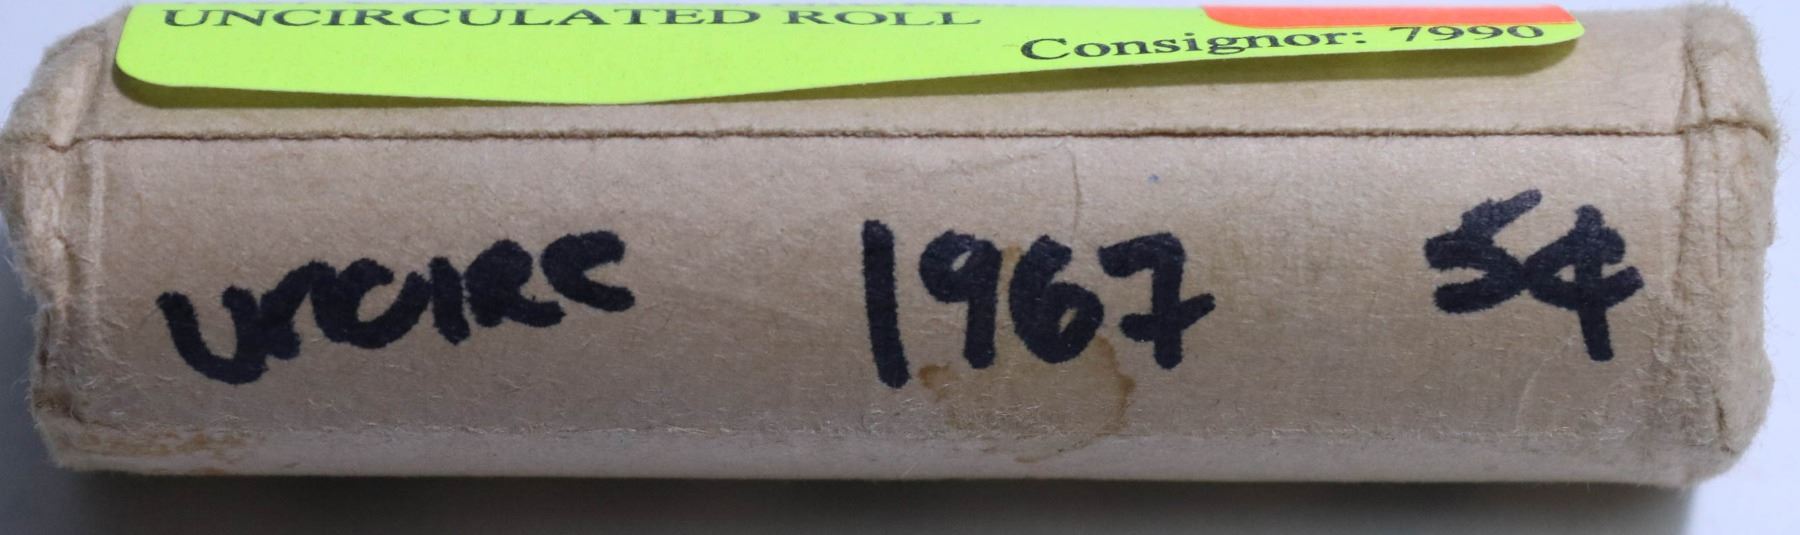 UNCIRCULATED ROLL
Consignor: 7990
UNCIRC 1967 5¢